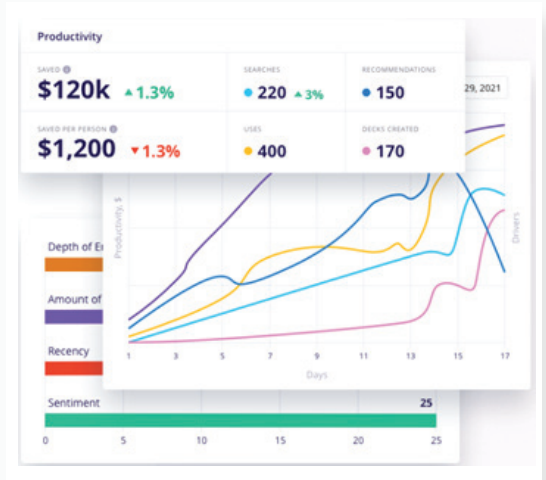 Productivity
SAVED
$120k ▲1.3%
SEARCHES
220 ▲3%
RECOMMENDATIONS
150
SAVED PER PERSON
$1,200 ▼1.3%
USES
400
DECKS CREATED
170
29, 2021
Productivity, $
Drivers
1 3 5 7 9 11 13 15 17
Days
Depth of
Amount of
Recency
Sentiment 25
0 5 10 15 20 25